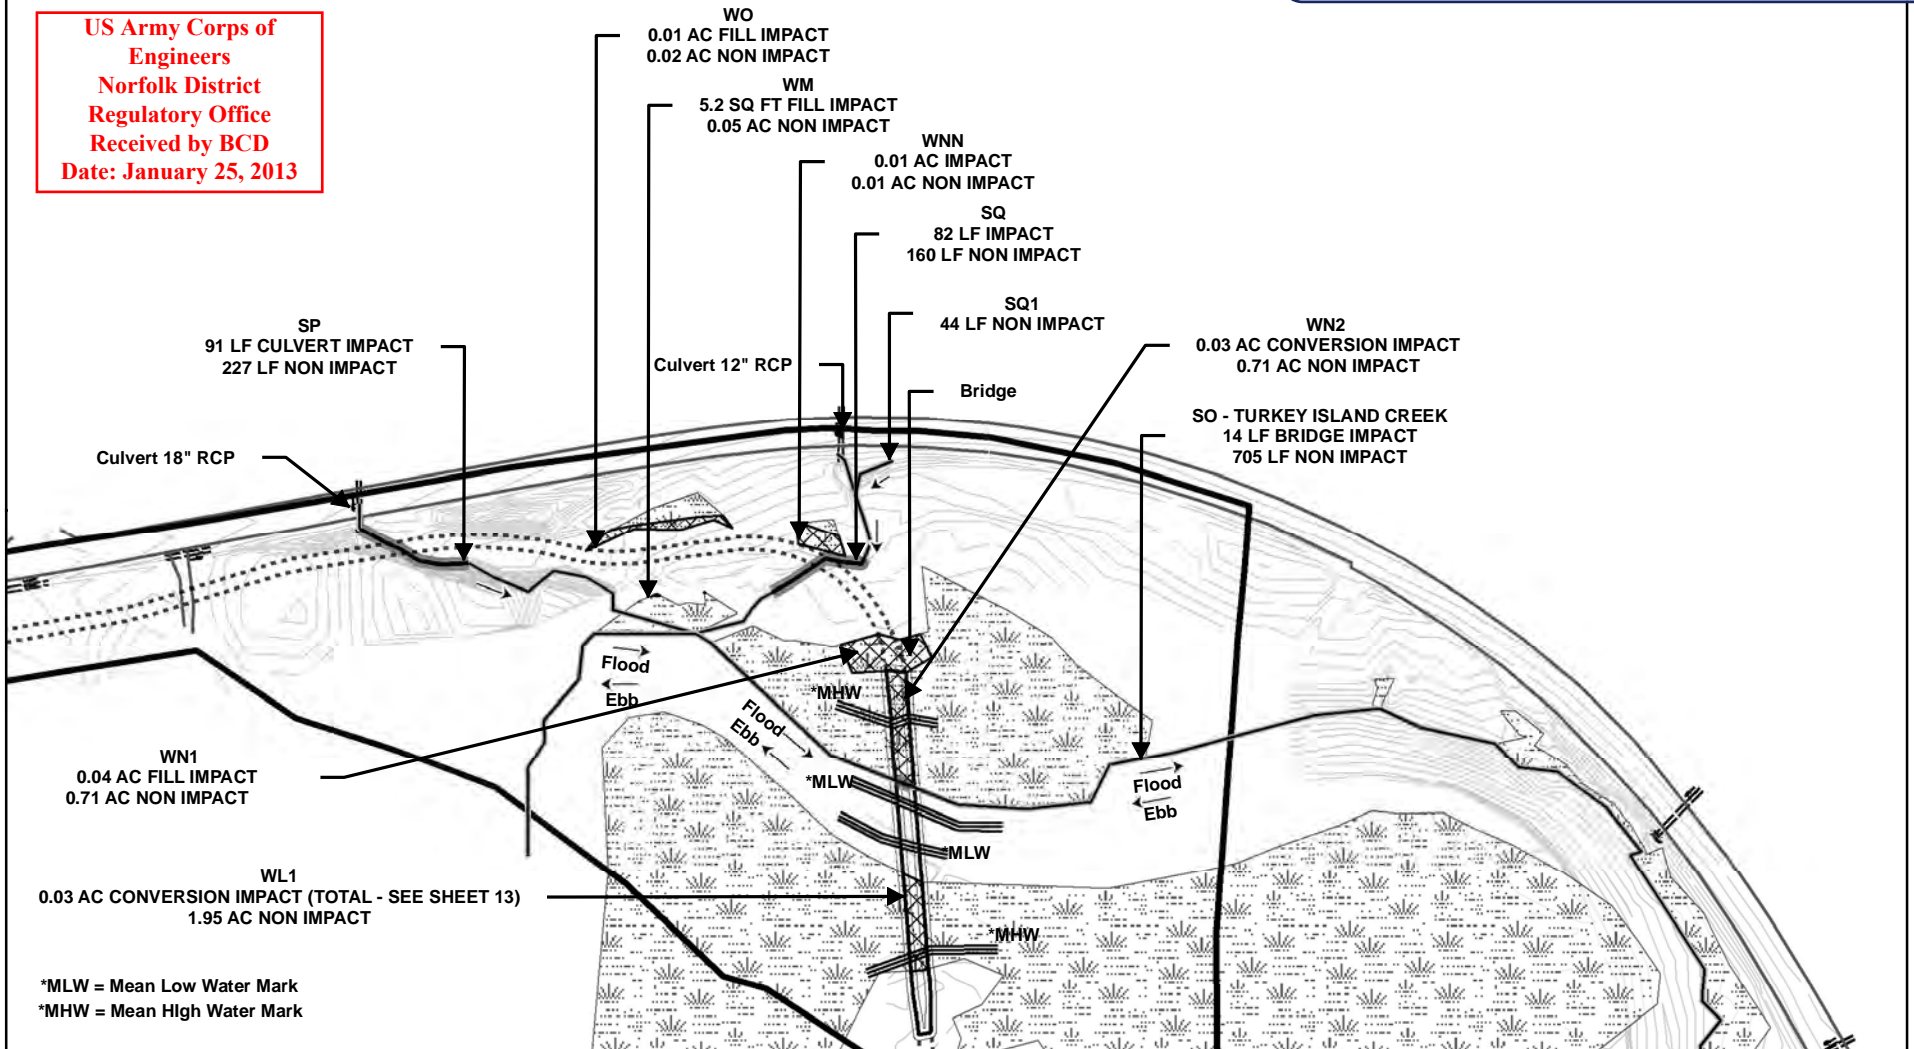 US Army Corps of
Engineers
Norfolk District
Regulatory Office
Received by BCD
Date: January 25, 2013
WO
0.01 AC FILL IMPACT
0.02 AC NON IMPACT
WM
5.2 SQ FT FILL IMPACT
0.05 AC NON IMPACT
WNN
0.01 AC IMPACT
0.01 AC NON IMPACT
SQ
82 LF IMPACT
160 LF NON IMPACT
SQ1
44 LF NON IMPACT
SP
91 LF CULVERT IMPACT
227 LF NON IMPACT
Culvert 12" RCP
Bridge
WN2
0.03 AC CONVERSION IMPACT
0.71 AC NON IMPACT
SO - TURKEY ISLAND CREEK
14 LF BRIDGE IMPACT
705 LF NON IMPACT
Culvert 18" RCP
Flood
Ebb
*MHW
Flood
Ebb
*MLW
Flood
Ebb
*MLW
WN1
0.04 AC FILL IMPACT
0.71 AC NON IMPACT
WL1
0.03 AC CONVERSION IMPACT (TOTAL - SEE SHEET 13)
1.95 AC NON IMPACT
*MHW
*MLW = Mean Low Water Mark
*MHW = Mean HIgh Water Mark